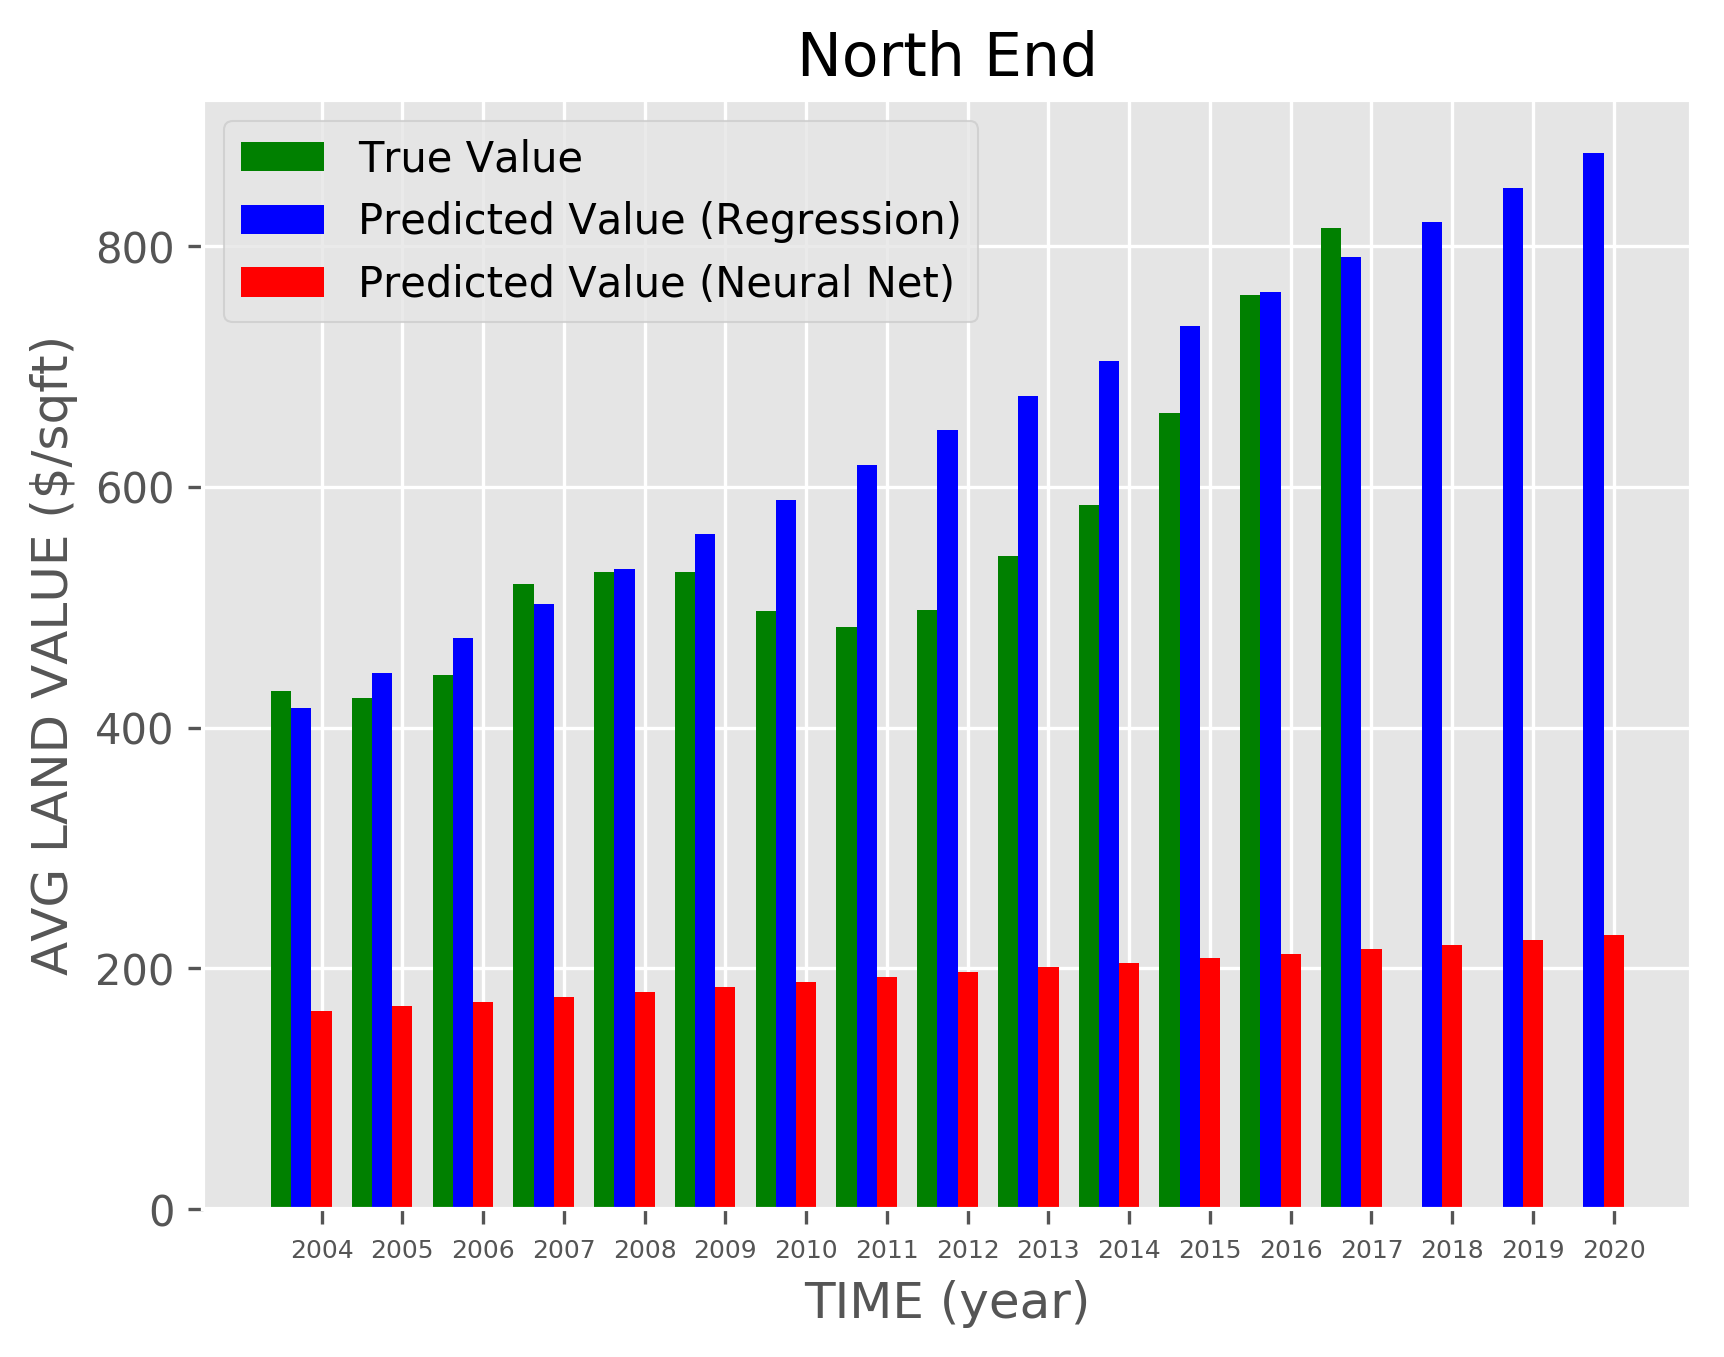 North End
True Value
Predicted Value (Regression)
Predicted Value (Neural Net)
AVG LAND VALUE ($/sqft)
800
600
400
200
0
2004 2005 2006 2007 2008 2009 2010 2011 2012 2013 2014 2015 2016 2017 2018 2019 2020
TIME (year)